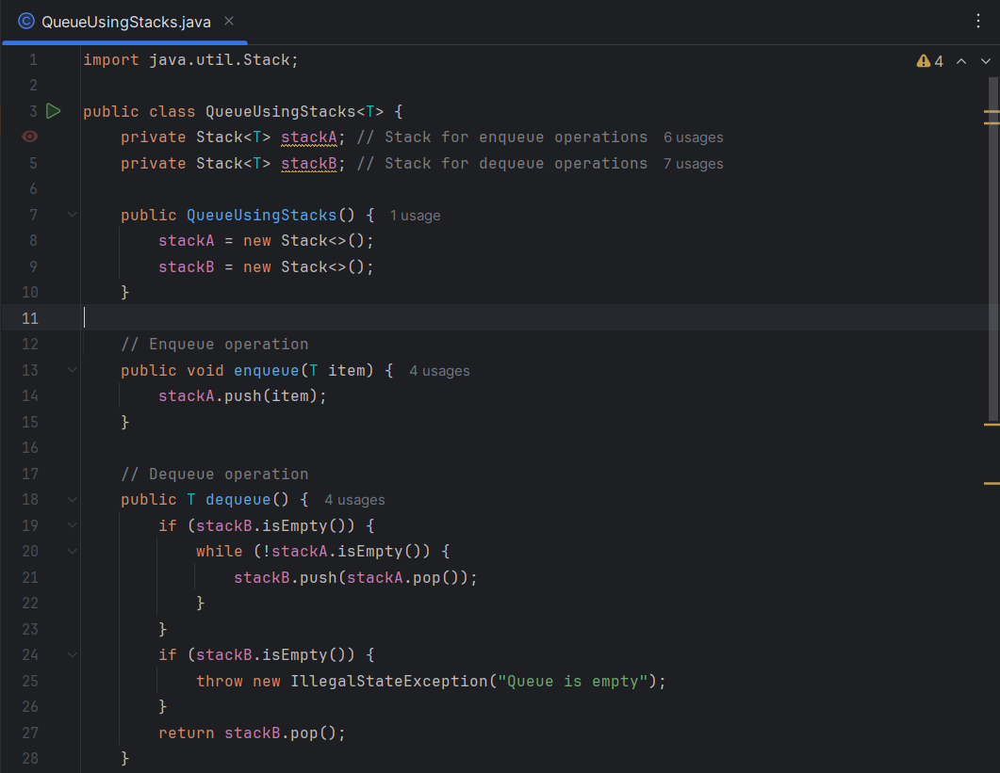 QueueUsingStacks.java
4
1 import java.util.Stack;
2
3 public class QueueUsingStacks<T> {
private Stack<T> stackA; // Stack for enqueue operations 6 usages
5 private Stack<T> stackB; // Stack for dequeue operations 7 usages
6
7 public QueueUsingStacks() { 1 usage
8 stackA = new Stack<>();
9 stackB = new Stack<>();
10 }
11
12 // Enqueue operation
13 public void enqueue(T item) { 4 usages
14 stackA.push(item);
15 }
16
17 // Dequeue operation
18 public T dequeue() { 4 usages
19 if (stackB.isEmpty()) {
20 while (!stackA.isEmpty()) {
21 stackB.push(stackA.pop());
22 }
23 }
24 if (stackB.isEmpty()) {
25 throw new IllegalStateException("Queue is empty");
26 }
27 return stackB.pop();
28 }